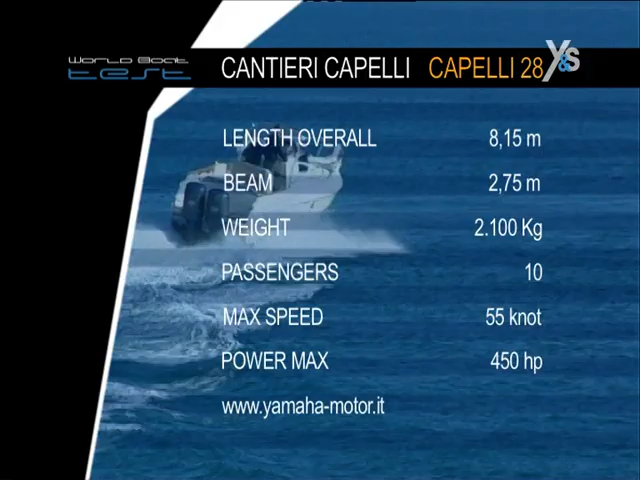 World Boat
test
CANTIERI CAPELLI CAPELLI 28
Y&S
LENGTH OVERALL 8,15 m
BEAM 2,75 m
WEIGHT 2.100 Kg
PASSENGERS 10
MAX SPEED 55 knot
POWER MAX 450 hp
www.yamaha-motor.it